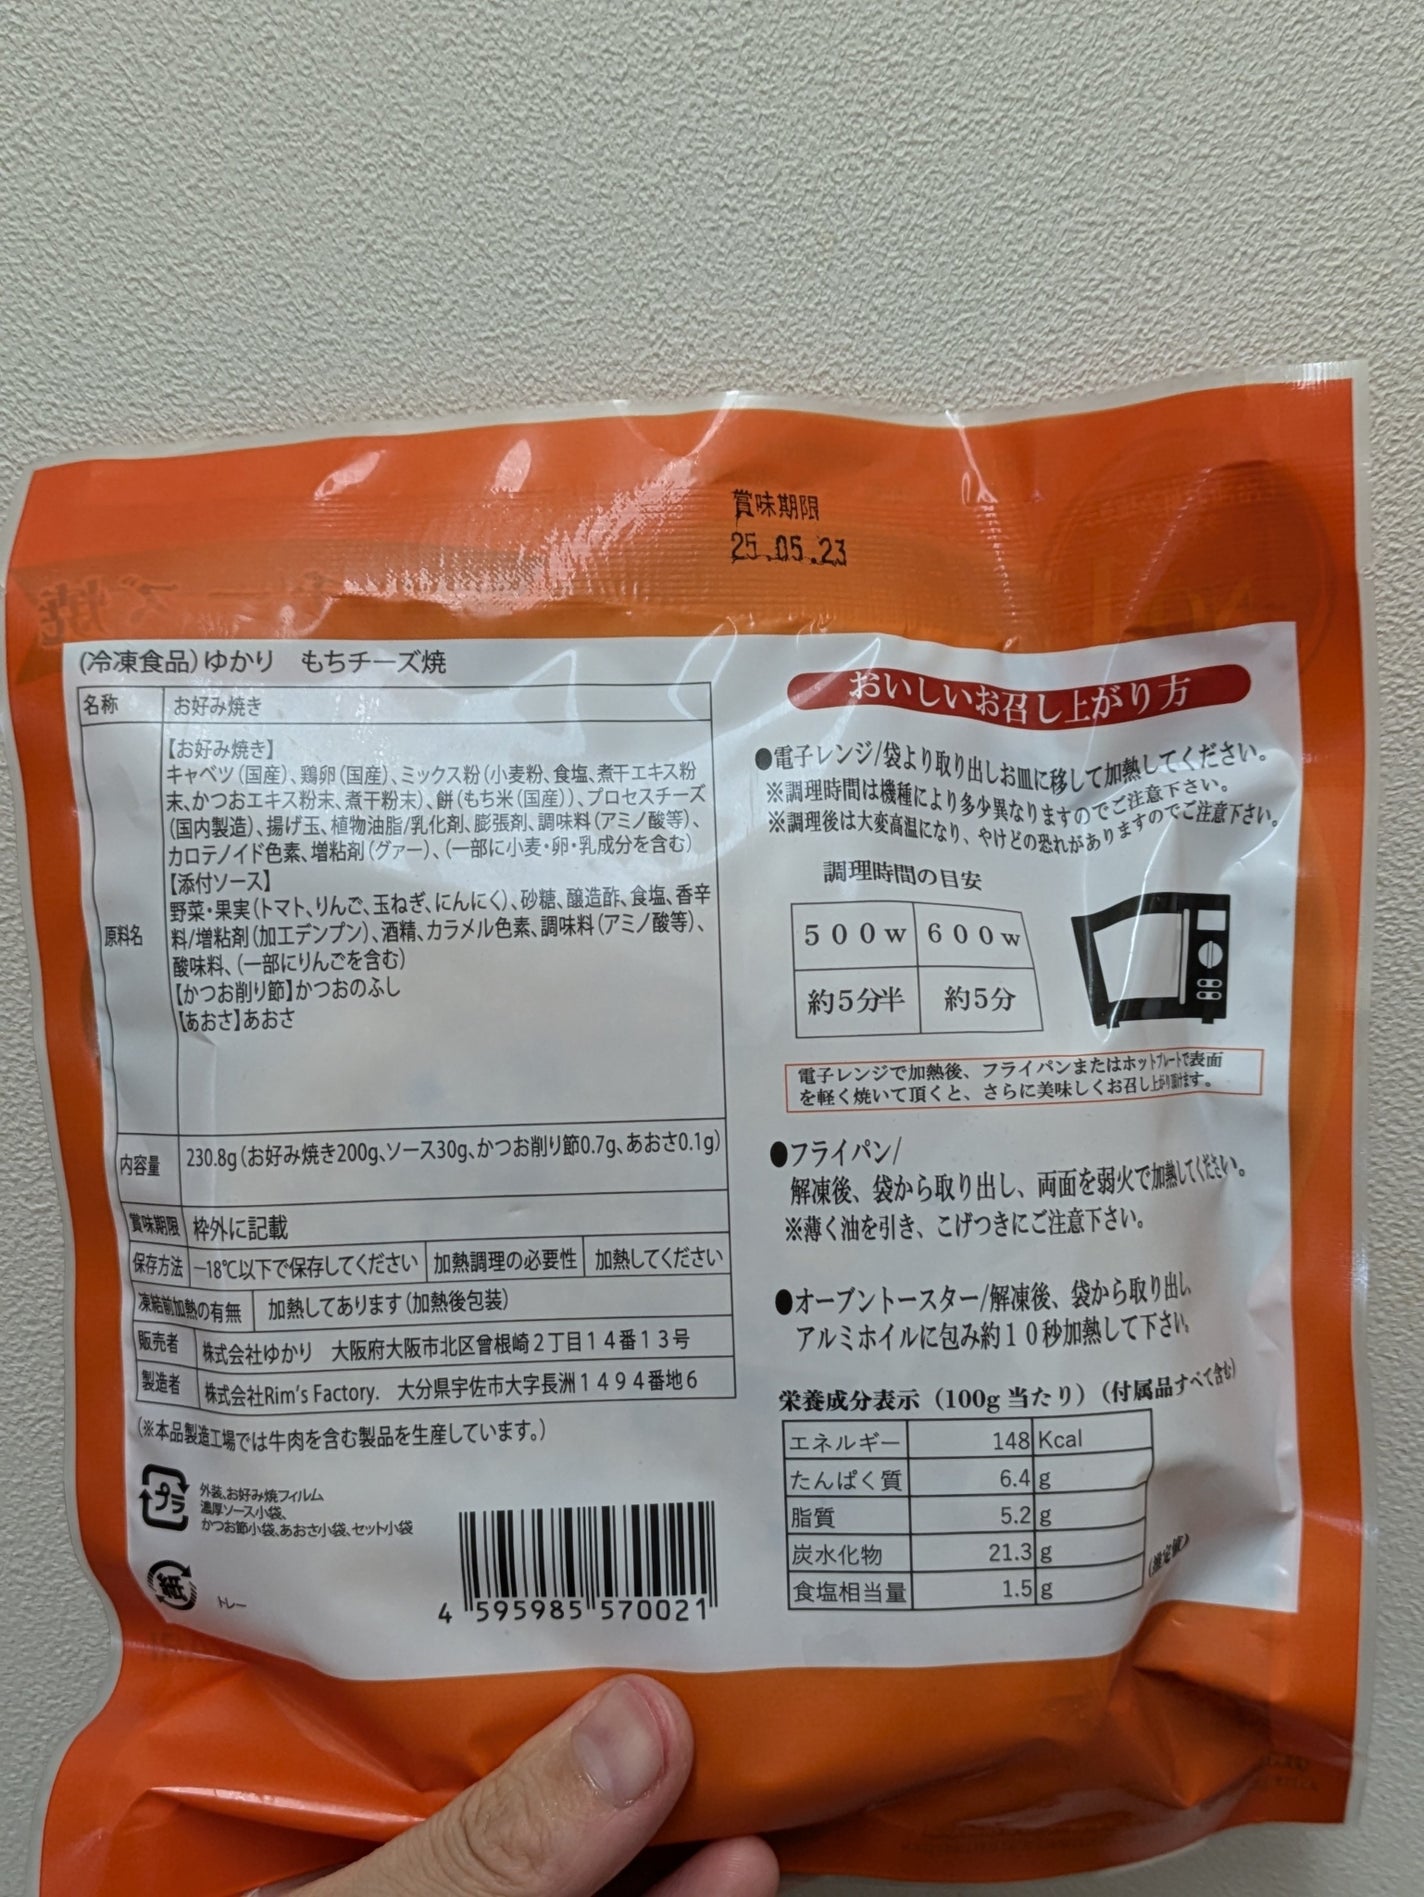 賞味期限
25.05.23
(冷凍食品)ゆかり　もちチーズ焼
名称
お好み焼き
原料名
【お好み焼き】
キャベツ(国産)、鶏卵(国産)、ミックス粉(小麦粉、食塩、煮干エキス粉
末、かつおエキス粉末、煮干粉末)、餅(もち米(国産))、プロセスチーズ
(国内製造)、揚げ玉、植物油脂/乳化剤、膨張剤、調味料(アミノ酸等)、
カロテノイド色素、増粘剤(グァー)、(一部に小麦・卵・乳成分を含む)
【添付ソース】
野菜・果実(トマト、りんご、玉ねぎ、にんにく)、砂糖、醸造酢、食塩、香辛
料/増粘剤(加工デンプン)、酒精、カラメル色素、調味料(アミノ酸等)、
酸味料、(一部にりんごを含む)
【かつお削り節】かつおのふし
【あおさ】あおさ
内容量
230.8g(お好み焼き200g、ソース30g、かつお削り節0.7g、あおさ0.1g)
賞味期限 枠外に記載
保存方法 −18℃以下で保存してください 加熱調理の必要性 加熱してください
凍結前加熱の有無 加熱してあります(加熱後包装)
販売者 株式会社ゆかり　大阪府大阪市北区曾根崎2丁目14番13号
製造者 株式会社Rim's Factory.　大分県宇佐市大字長洲1494番地6
(※本品製造工場では牛肉を含む製品を生産しています。)
プラ
外装、お好み焼フィルム
濃厚ソース小袋、
かつお節小袋、あおさ小袋、セット小袋
紙
トレー
4 595985 570021
おいしいお召し上がり方
●電子レンジ/袋より取り出しお皿に移して加熱してください。
※調理時間は機種により多少異なりますのでご注意下さい。
※調理後は大変高温になり、やけどの恐れがありますのでご注意下さい。
調理時間の目安
500w 600w
約5分半 約5分
電子レンジで加熱後、フライパンまたはホットプレートで表面
を軽く焼いて頂くと、さらに美味しくお召し上がり頂けます。
●フライパン/
解凍後、袋から取り出し、両面を弱火で加熱してください。
※薄く油を引き、こげつきにご注意下さい。
●オーブントースター/解凍後、袋から取り出し
アルミホイルに包み約10秒加熱して下さい。
栄養成分表示 (100g 当たり) (付属品すべて含む)
エネルギー 148 Kcal
たんぱく質 6.4 g
脂質 5.2 g
炭水化物 21.3 g
食塩相当量 1.5 g
(推定値)